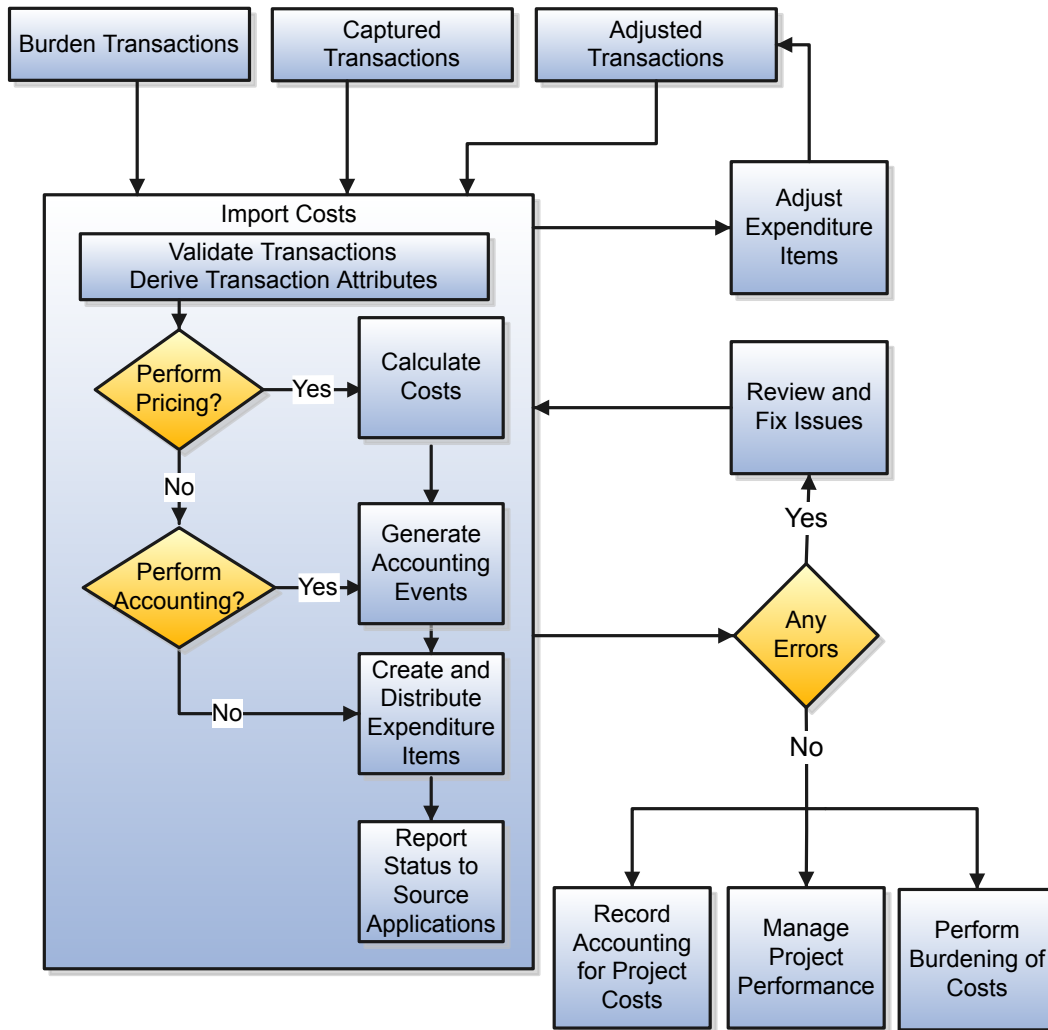 Burden Transactions
Captured
Transactions
Adjusted
Transactions
Import Costs
Validate Transactions
Derive Transaction Attributes
Adjust
Expenditure
Items
Perform
Pricing?
Yes
Calculate
Costs
Review and
Fix Issues
No
Yes
Perform
Accounting?
Yes
Generate
Accounting
Events
Any
Errors
No
Create and
Distribute
Expenditure
Items
No
Report
Status to
Source
Applications
Record
Accounting
for Project
Costs
Manage
Project
Performance
Perform
Burdening of
Costs